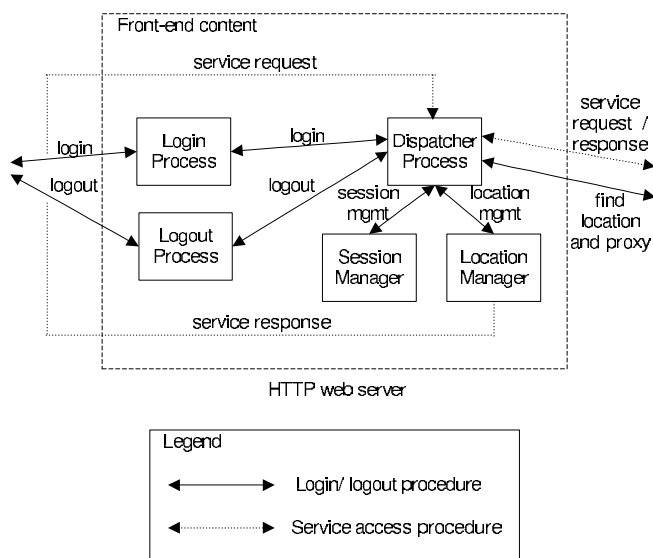 Front-end content
service request
login
Login
Process
login
Dispatcher
Process
service
request /
response
logout
logout
session
mgmt
location
mgmt
find
location
and proxy
Logout
Process
Session
Manager
Location
Manager
service response
HTTP web server
Legend
Login/ logout procedure
Service access procedure